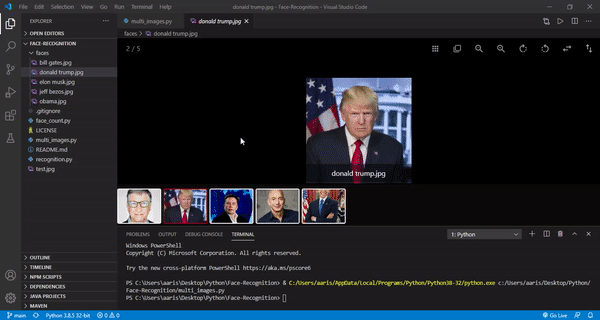 File Edit Selection View Go Run Terminal Help
donald trump.jpg - Face-Recognition - Visual Studio Code
EXPLORER
multi_images.py
donald trump.jpg
OPEN EDITORS
FACE-RECOGNITION
faces
bill gates.jpg
donald trump.jpg
elon musk.jpg
jeff bezos.jpg
obama.jpg
.gitignore
face_count.py
LICENSE
multi_images.py
README.md
recognition.py
test.jpg
OUTLINE
TIMELINE
NPM SCRIPTS
DEPENDENCIES
JAVA PROJECTS
MAVEN
faces > donald trump.jpg
2 / 5
donald trump.jpg
PROBLEMS OUTPUT DEBUG CONSOLE TERMINAL
1: Python
Windows PowerShell
Copyright (C) Microsoft Corporation. All rights reserved.
Try the new cross-platform PowerShell https://aka.ms/pscore6
PS C:\Users\aaris\Desktop\Python\Face-Recognition> & C:/Users/aaris/AppData/Local/Programs/Python/Python38-32/python.exe c:/Users/aaris/Desktop/Python/
Face-Recognition/multi_images.py
PS C:\Users\aaris\Desktop\Python\Face-Recognition>
main
Python 3.8.5 32-bit
0
0
Go Live